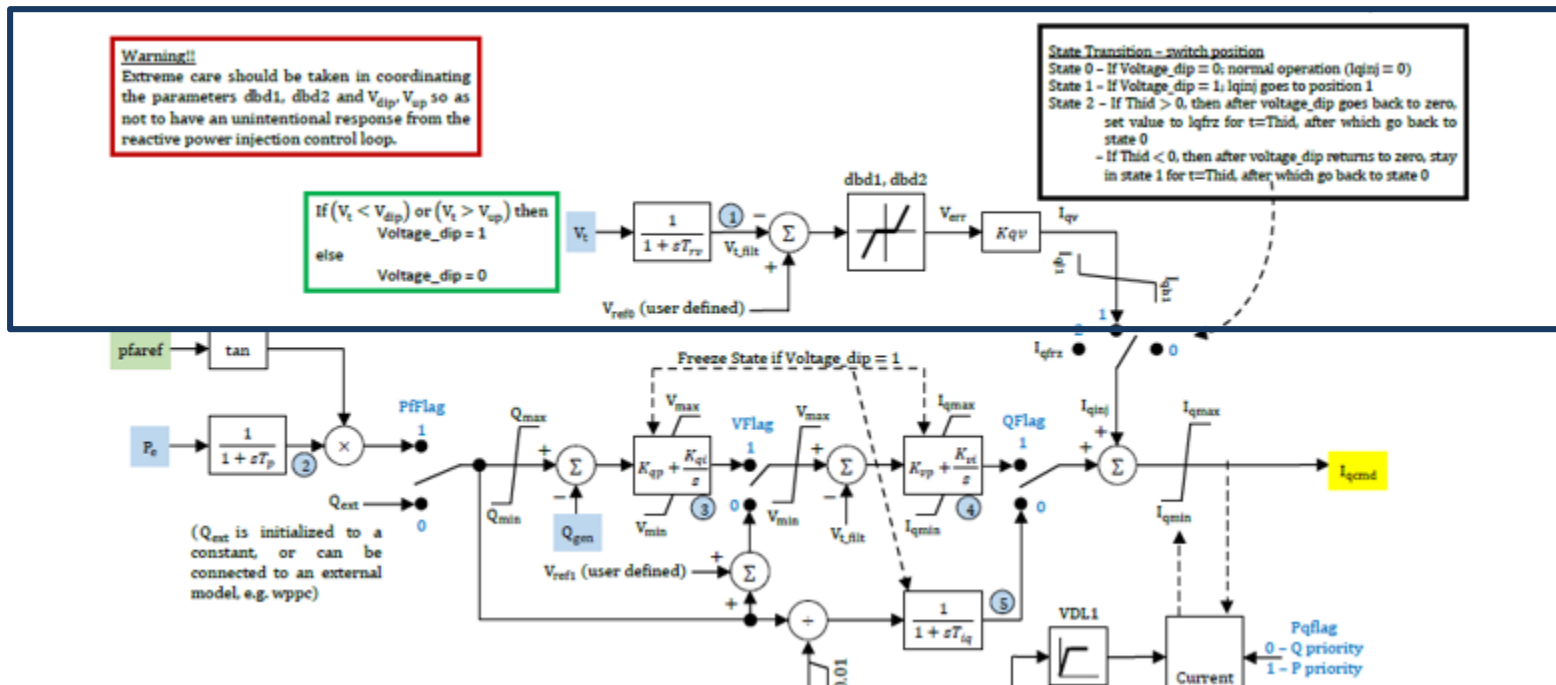 Warning!!
Extreme care should be taken in coordinating
the parameters dbd1, dbd2 and Vdip, Vup so as
not to have an unintentional response from the
reactive power injection control loop.
State Transition – switch position
State 0 – If Voltage_dip = 0; normal operation (Iqinj = 0)
State 1 – If Voltage_dip = 1; Iqinj goes to position 1
State 2 – If Thid > 0, then after voltage_dip goes back to zero,
set value to Iqfrz for t=Thid, after which go back to
state 0
– If Thid < 0, then after voltage_dip returns to zero, stay
in state 1 for t=Thid, after which go back to state 0
If (Vt < Vdip) or (Vt > Vup) then
Voltage_dip = 1
else
Voltage_dip = 0
Vt
1
1 + sTrv
1
−
Vt_filt
Σ
+
Vref0 (user defined)
dbd1, dbd2
Verr
Kqv
Iqv
Iql1
Iqh1
1
2
0
Iqfrz
Iqinj
pfaref
tan
Pe
1
1 + sTp
2
×
PfFlag
1
0
Qext
(Qext is initialized to a
constant, or can be
connected to an external
model, e.g. wppc)
Qmax
Qmin
+
Σ
−
Qgen
Freeze State if Voltage_dip = 1
Vmax
Kqp + Kqi
s
Vmin
3
VFlag
1
0
Vmax
Vmin
+
Σ
−
Vt_filt
Iqmax
Kvp + Kvi
s
Iqmin
4
QFlag
1
0
+
+
Σ
Iqmax
Iqmin
Iqcmd
Vref1 (user defined)
+
Σ
+
÷
1
1 + sTiq
5
0.01
VDL1
Current
Pqflag
0 – Q priority
1 – P priority